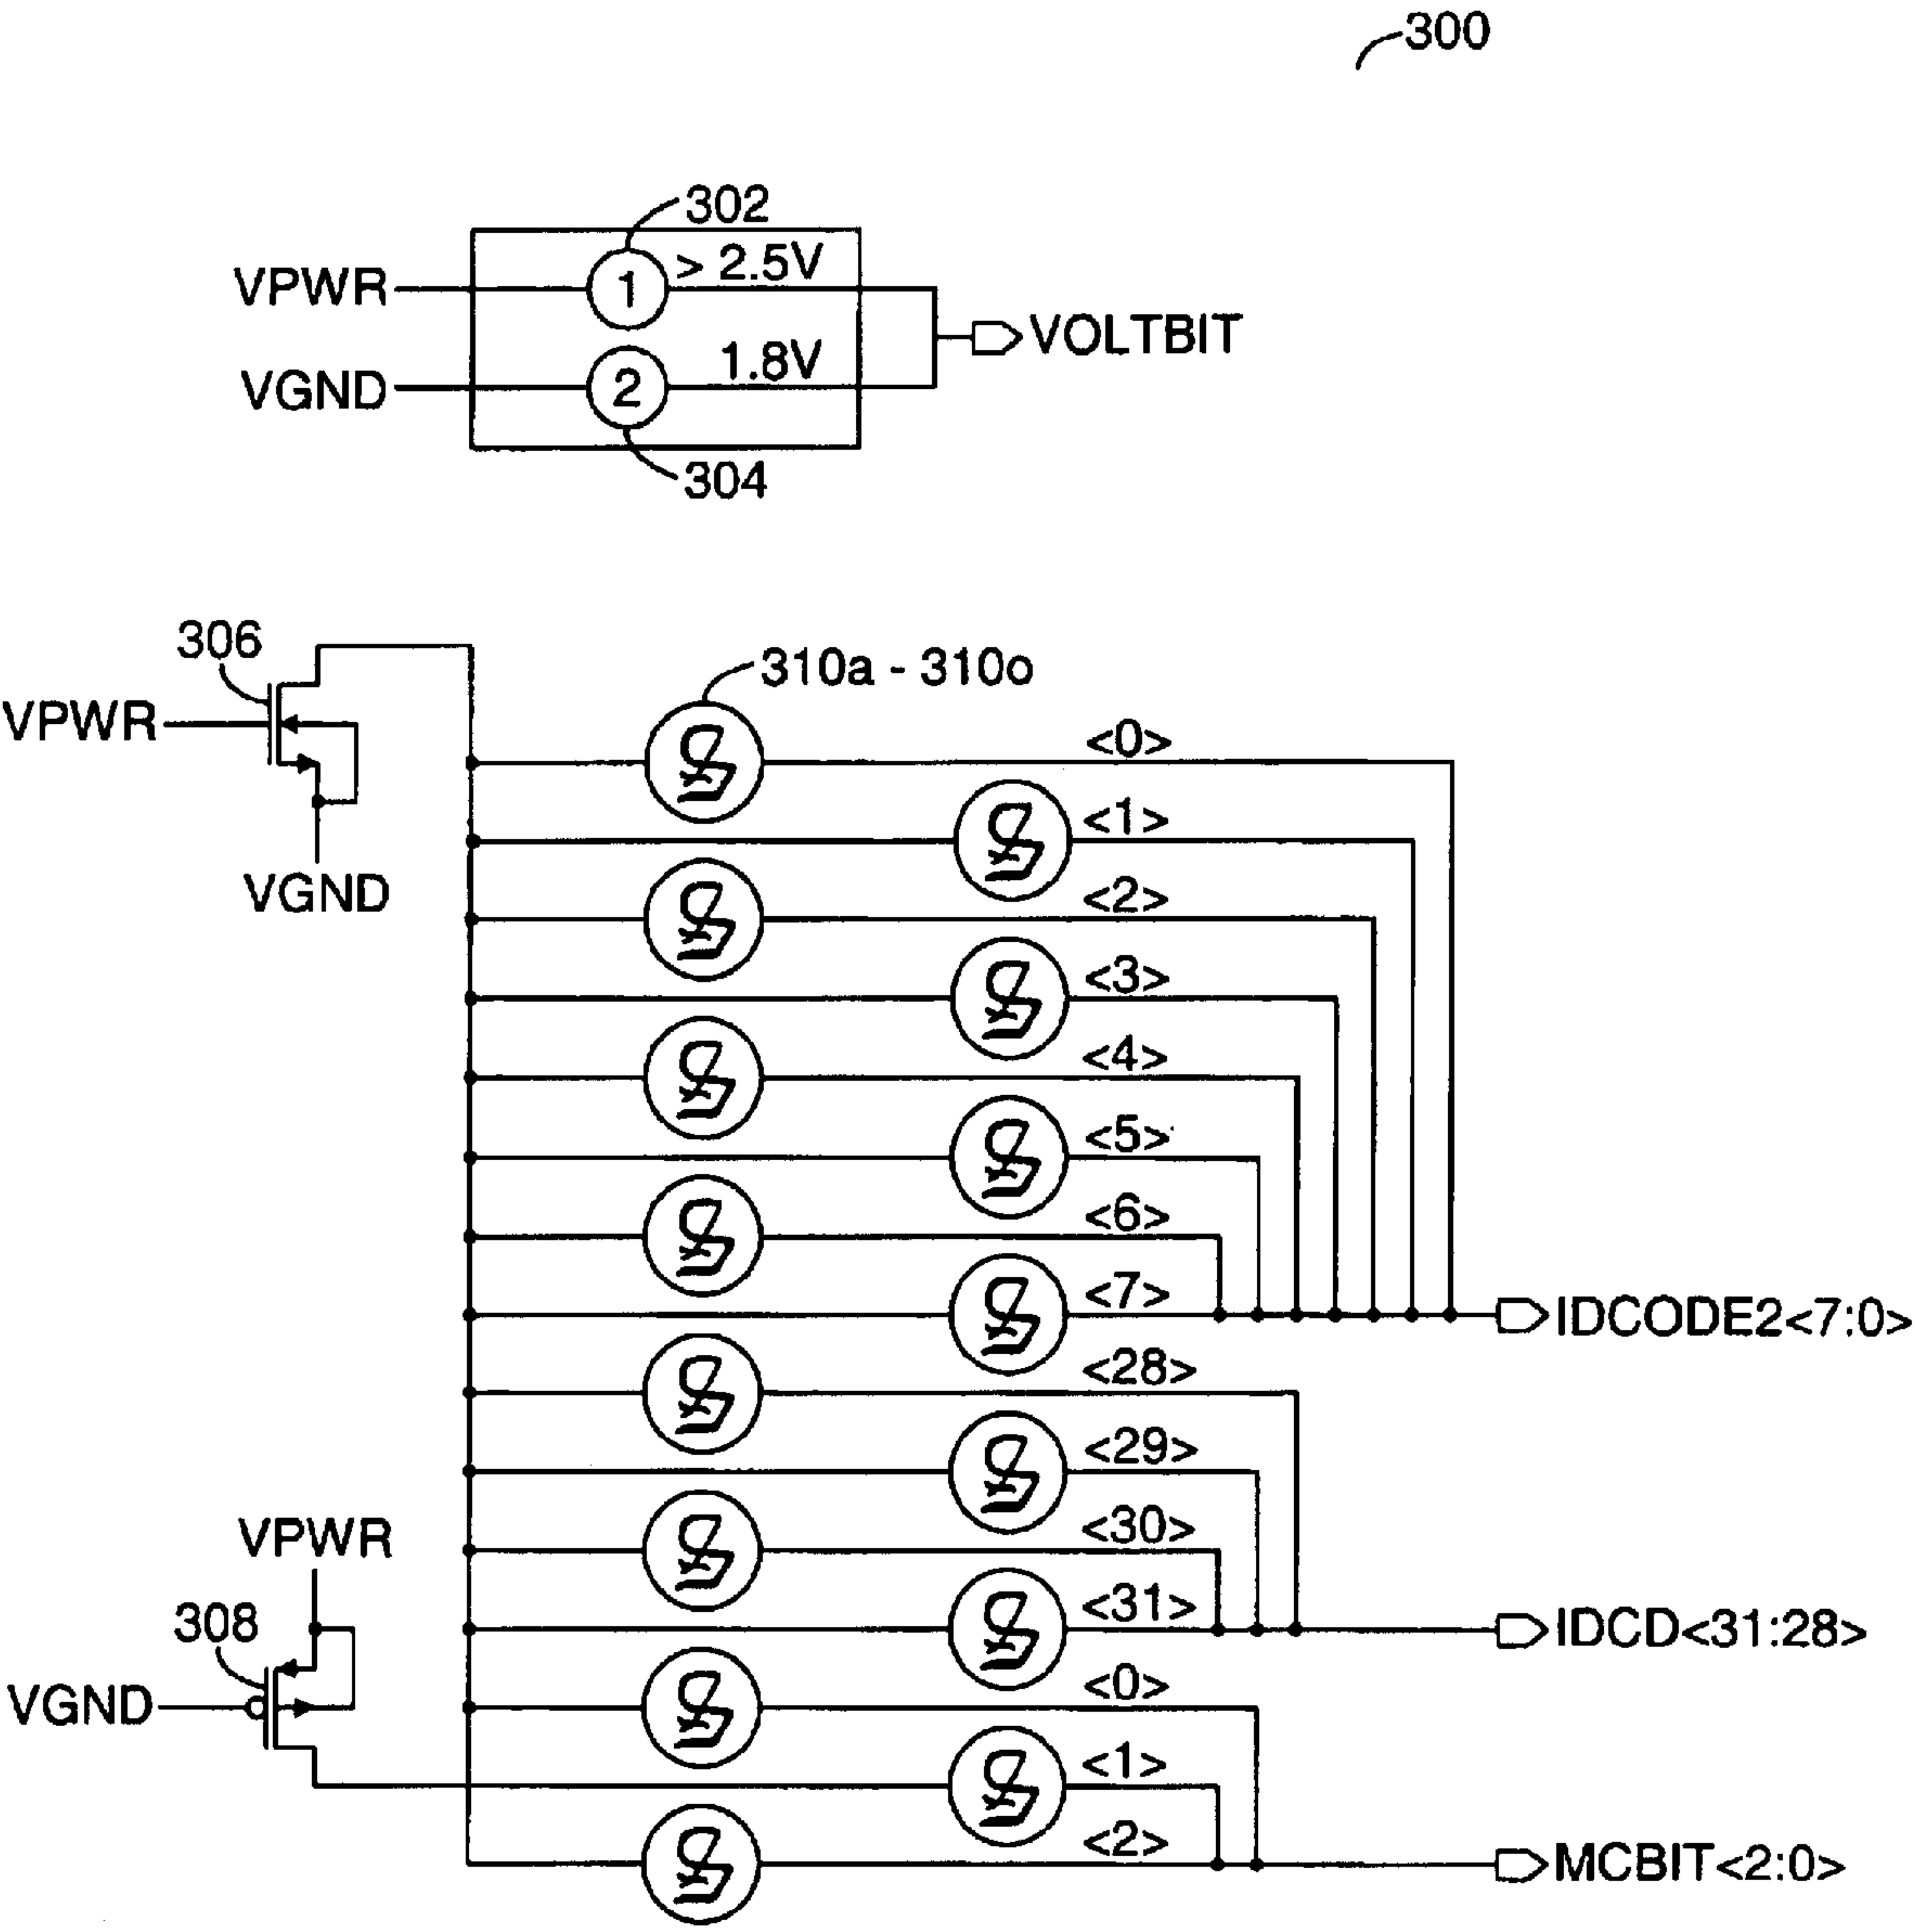 300
302
VPWR
1
> 2.5V
VOLTBIT
VGND
2
1.8V
304
306
310a - 310o
VPWR
VGND
<0>
<1>
<2>
<3>
<4>
<5>
<6>
<7>
IDCODE2<7:0>
<28>
<29>
<30>
<31>
IDCD<31:28>
VPWR
308
VGND
<0>
<1>
<2>
MCBIT<2:0>